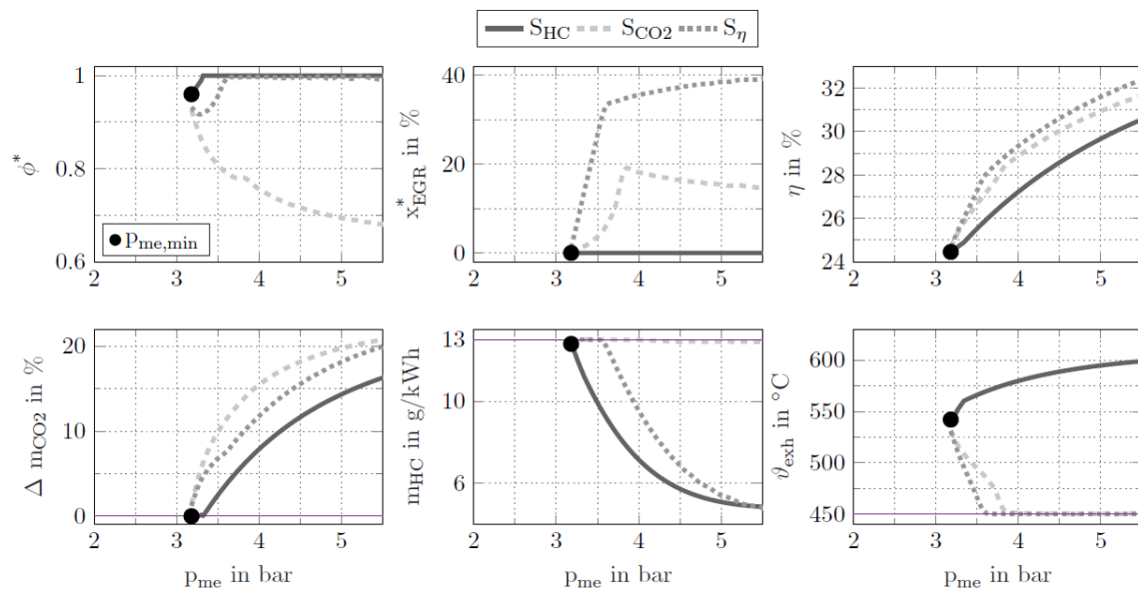 S_HC S_CO2 S_η
1
0.8
0.6
ϕ*
p_me,min
2 3 4 5
40
20
0
x*_EGR in %
2 3 4 5
32
30
28
26
24
η in %
2 3 4 5
20
10
0
Δ m_CO2 in %
2 3 4 5
p_me in bar
13
10
6
m_HC in g/kWh
2 3 4 5
p_me in bar
600
550
500
450
ϑ_exh in °C
2 3 4 5
p_me in bar